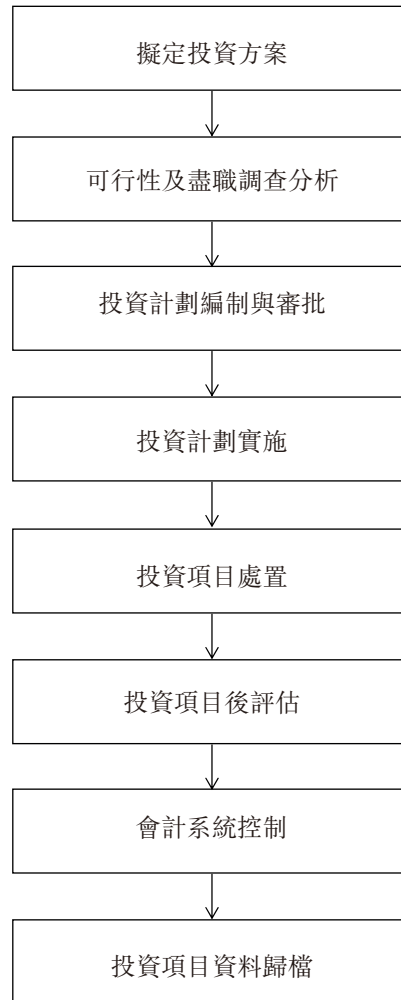 擬定投資方案
可行性及盡職調查分析
投資計劃編制與審批
投資計劃實施
投資項目處置
投資項目後評估
會計系統控制
投資項目資料歸檔